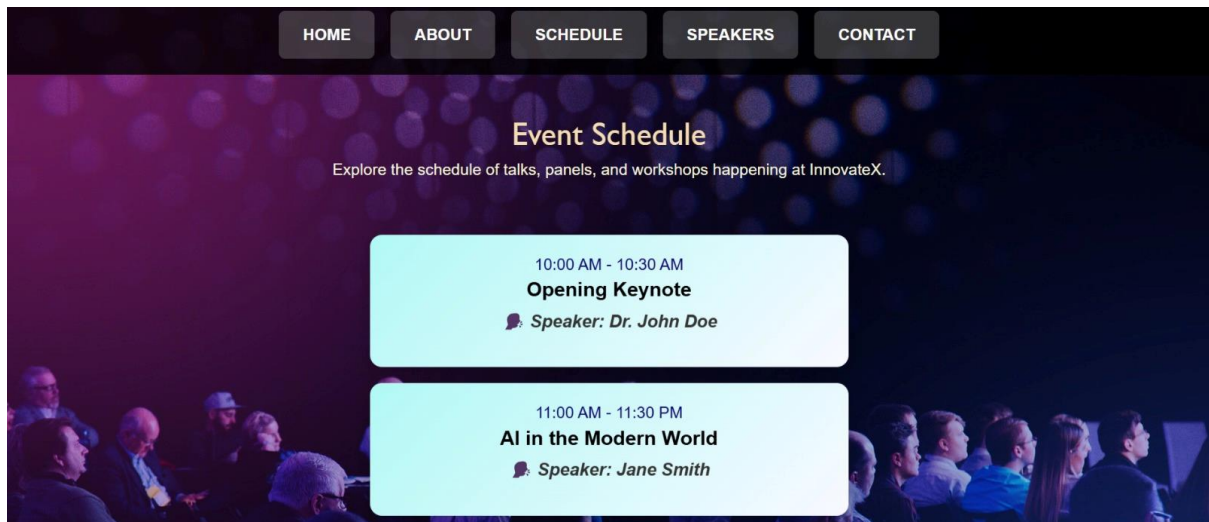 HOME ABOUT SCHEDULE SPEAKERS CONTACT
Event Schedule
Explore the schedule of talks, panels, and workshops happening at InnovateX.
10:00 AM - 10:30 AM
Opening Keynote
Speaker: Dr. John Doe
11:00 AM - 11:30 PM
AI in the Modern World
Speaker: Jane Smith